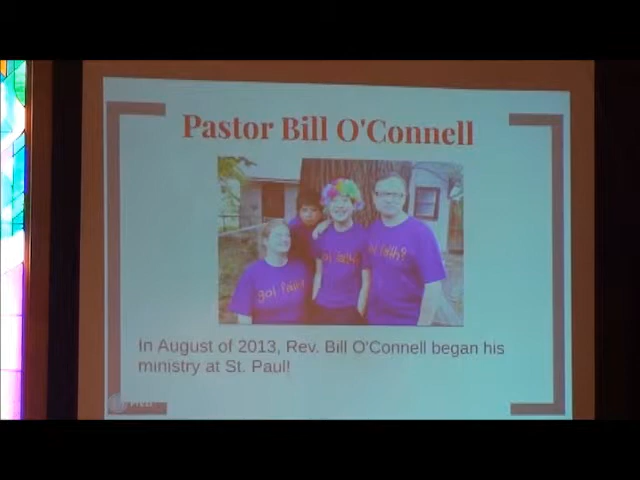 Pastor Bill O'Connell
got faith?
got faith?
In August of 2013, Rev. Bill O'Connell began his
ministry at St. Paul!